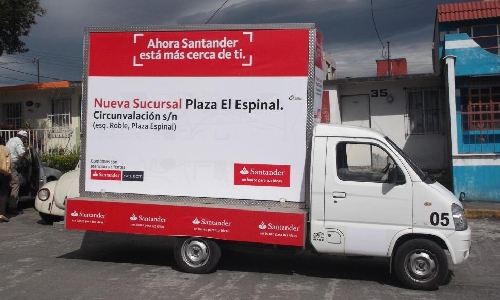 Ahora Santander
está más cerca de ti.
Nueva Sucursal Plaza El Espinal.
Circunvalación s/n
(esq. Roble, Plaza Espinal)
Santander
Santander
Santander Santander Santander Santander
35
05